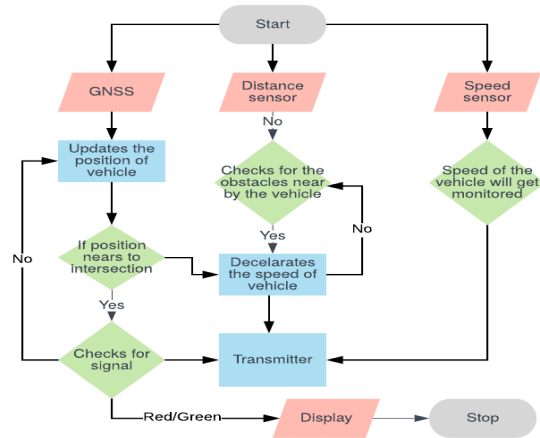 Start
GNSS
Distance
sensor
Speed
sensor
No
Updates the
position of
vehicle
Checks for the
obstacles near
by the vehicle
Speed of the
vehicle will get
monitored
No
Yes
If position
nears to
intersection
Decelarates
the speed of
vehicle
No
Yes
Checks for
signal
Transmitter
Red/Green
Display
Stop